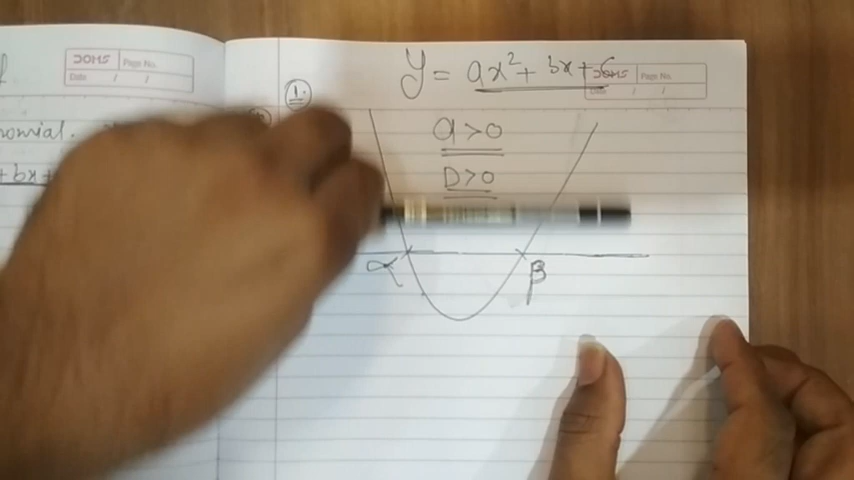 DOMS Page No.
Date / /
nomial.
+ bx +
y = ax² + bx + c
DOMS Page No.
Date / /
1.
a > 0
D > 0
α β